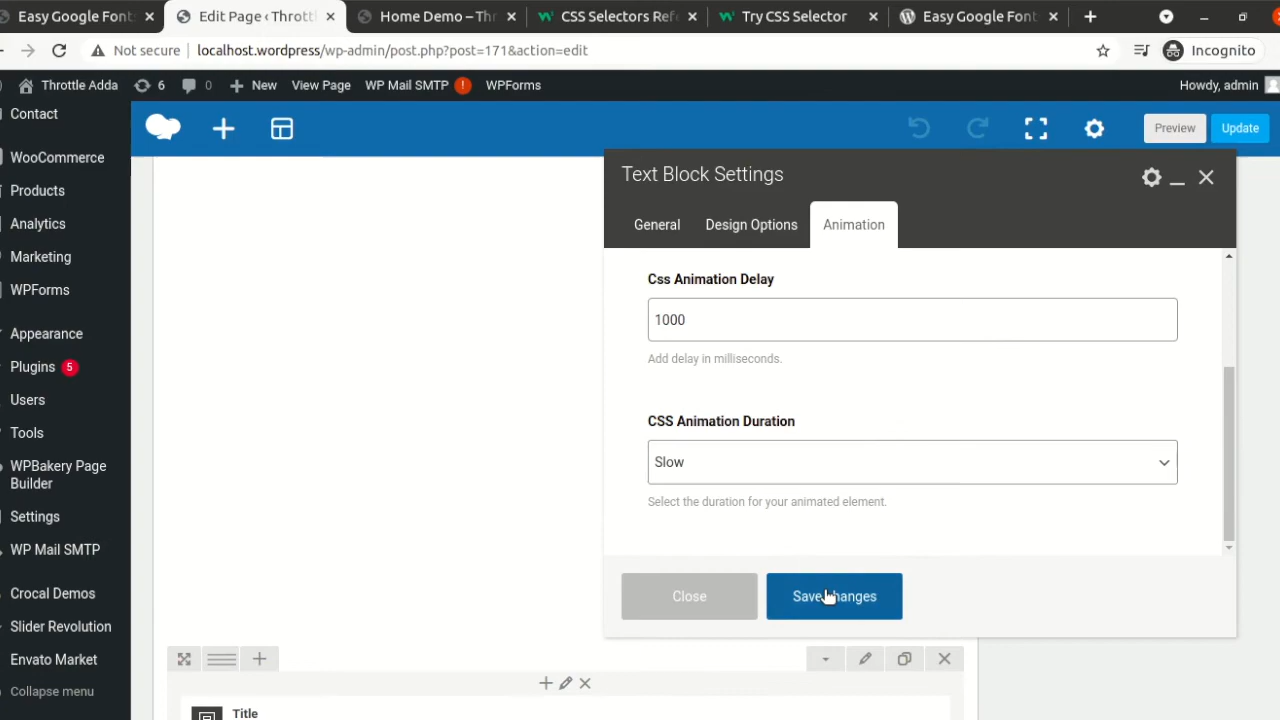 Easy Google Font
Edit Page ‹ Thrott
Home Demo – Thr
CSS Selectors Ref
Try CSS Selector
Easy Google Font
Not secure
localhost.wordpress/wp-admin/post.php?post=171&action=edit
Incognito
Throttle Adda
6
0
New
View Page
WP Mail SMTP
!
WPForms
Howdy, admin
Contact
WooCommerce
Products
Analytics
Marketing
WPForms
Appearance
Plugins 5
Users
Tools
WPBakery Page
Builder
Settings
WP Mail SMTP
Crocal Demos
Slider Revolution
Envato Market
Collapse menu
Preview
Update
Text Block Settings
General
Design Options
Animation
Css Animation Delay
1000
Add delay in milliseconds.
CSS Animation Duration
Slow
Select the duration for your animated element.
Close
Save changes
Title